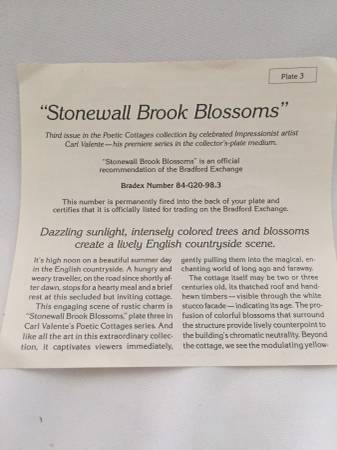 Plate 3
"Stonewall Brook Blossoms"
Third issue in the Poetic Cottages collection by celebrated Impressionist artist
Carl Valente—his premiere series in the collector's-plate medium.
"Stonewall Brook Blossoms" is an official
recommendation of the Bradford Exchange
Bradex Number 84-G20-98.3
This number is permanently fired into the back of your plate and
certifies that it is officially listed for trading on the Bradford Exchange.
Dazzling sunlight, intensely colored trees and blossoms
create a lively English countryside scene.
It's high noon on a beautiful summer day
in the English countryside. A hungry and
weary traveller, on the road since shortly af-
ter dawn, stops for a hearty meal and a brief
rest at this secluded but inviting cottage.
This engaging scene of rustic charm is
"Stonewall Brook Blossoms," plate three in
Carl Valente's Poetic Cottages series. And
like all the art in this extraordinary collec-
tion, it captivates viewers immediately,
gently pulling them into the magical, en-
chanting world of long ago and faraway.
The cottage itself may be two or three
centuries old, its thatched roof and hand-
hewn timbers—visible through the white
stucco facade—indicating its age. The pro-
fusion of colorful blossoms that surround
the structure provide lively counterpoint to
the building's chromatic neutrality. Beyond
the cottage, we see the modulating yellow-